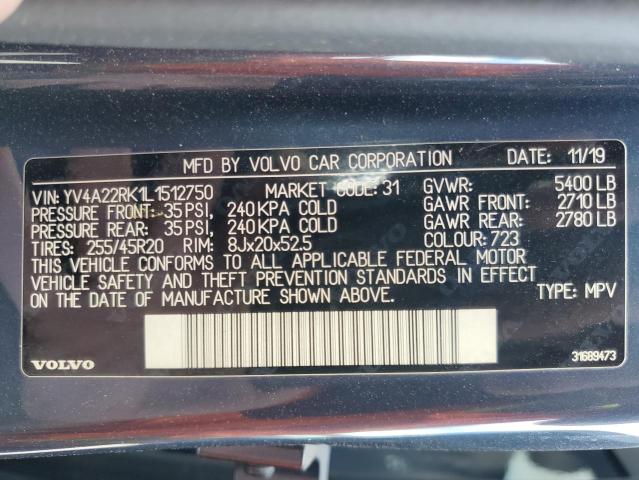 MFD BY VOLVO CAR CORPORATION DATE: 11/19
VIN: YV4A22RK1L1512750 MARKET CODE: 31 GVWR: 5400 LB
PRESSURE FRONT: 35 PSI, 240 KPA COLD GAWR FRONT: 2710 LB
PRESSURE REAR: 35 PSI, 240 KPA COLD GAWR REAR: 2780 LB
TIRES: 255/45R20 RIM: 8Jx20x52.5 COLOUR: 723
THIS VEHICLE CONFORMS TO ALL APPLICABLE FEDERAL MOTOR
VEHICLE SAFETY AND THEFT PREVENTION STANDARDS IN EFFECT
ON THE DATE OF MANUFACTURE SHOWN ABOVE. TYPE: MPV
VOLVO 31689473